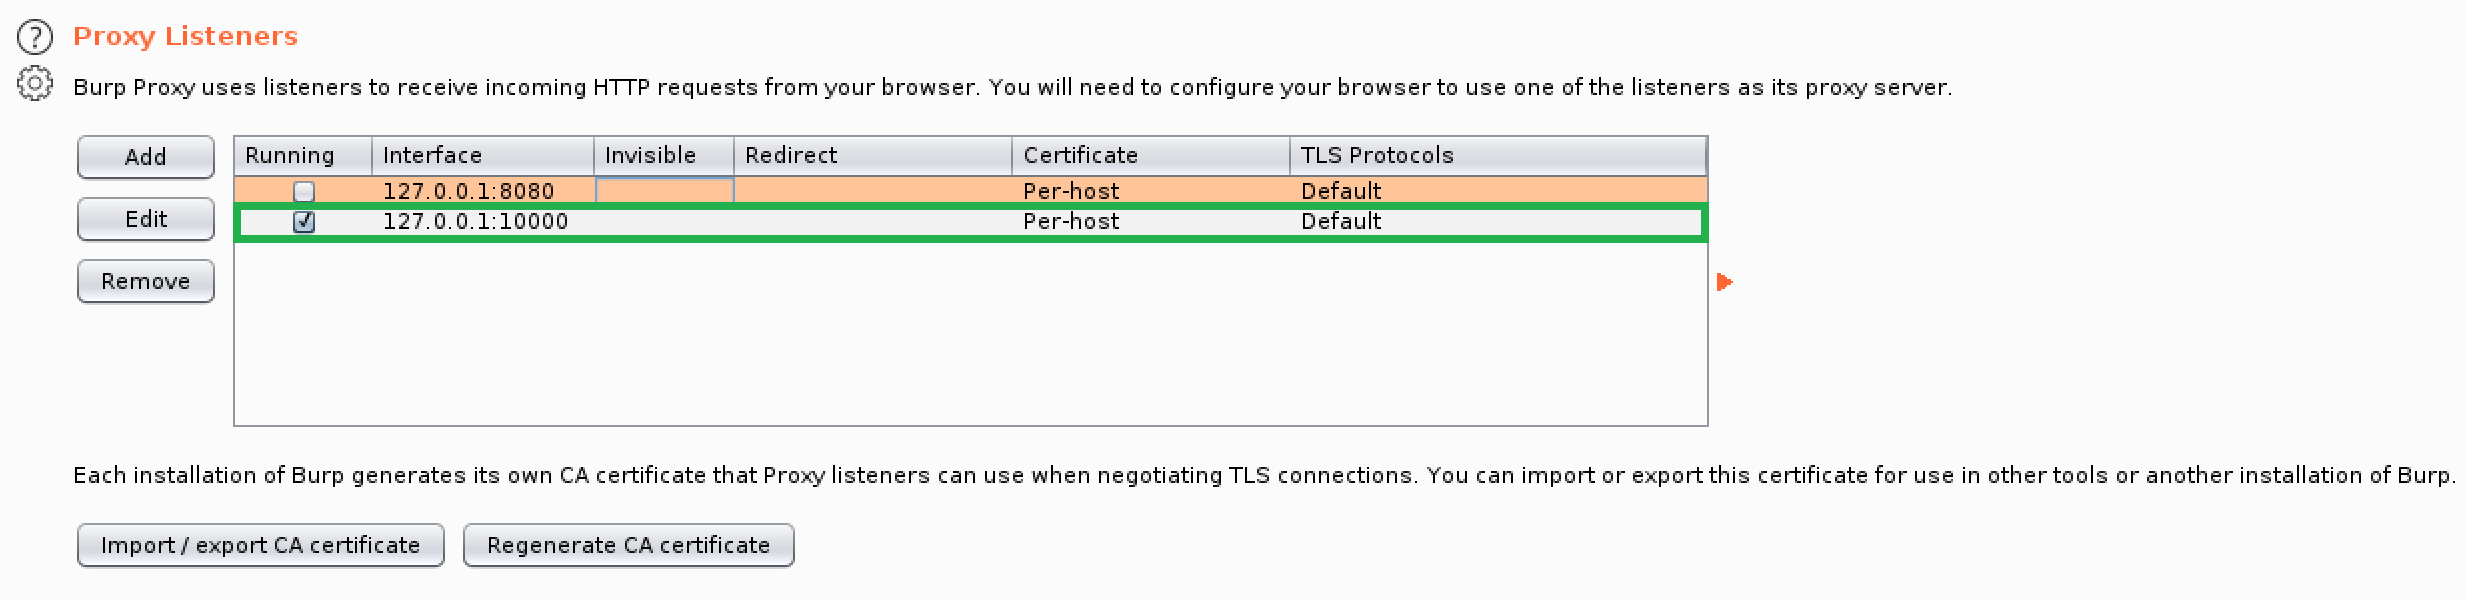 Proxy Listeners
Burp Proxy uses listeners to receive incoming HTTP requests from your browser. You will need to configure your browser to use one of the listeners as its proxy server.
Add
Edit
Remove
Running Interface Invisible Redirect Certificate TLS Protocols
127.0.0.1:8080 Per-host Default
127.0.0.1:10000 Per-host Default
Each installation of Burp generates its own CA certificate that Proxy listeners can use when negotiating TLS connections. You can import or export this certificate for use in other tools or another installation of Burp.
Import / export CA certificate Regenerate CA certificate